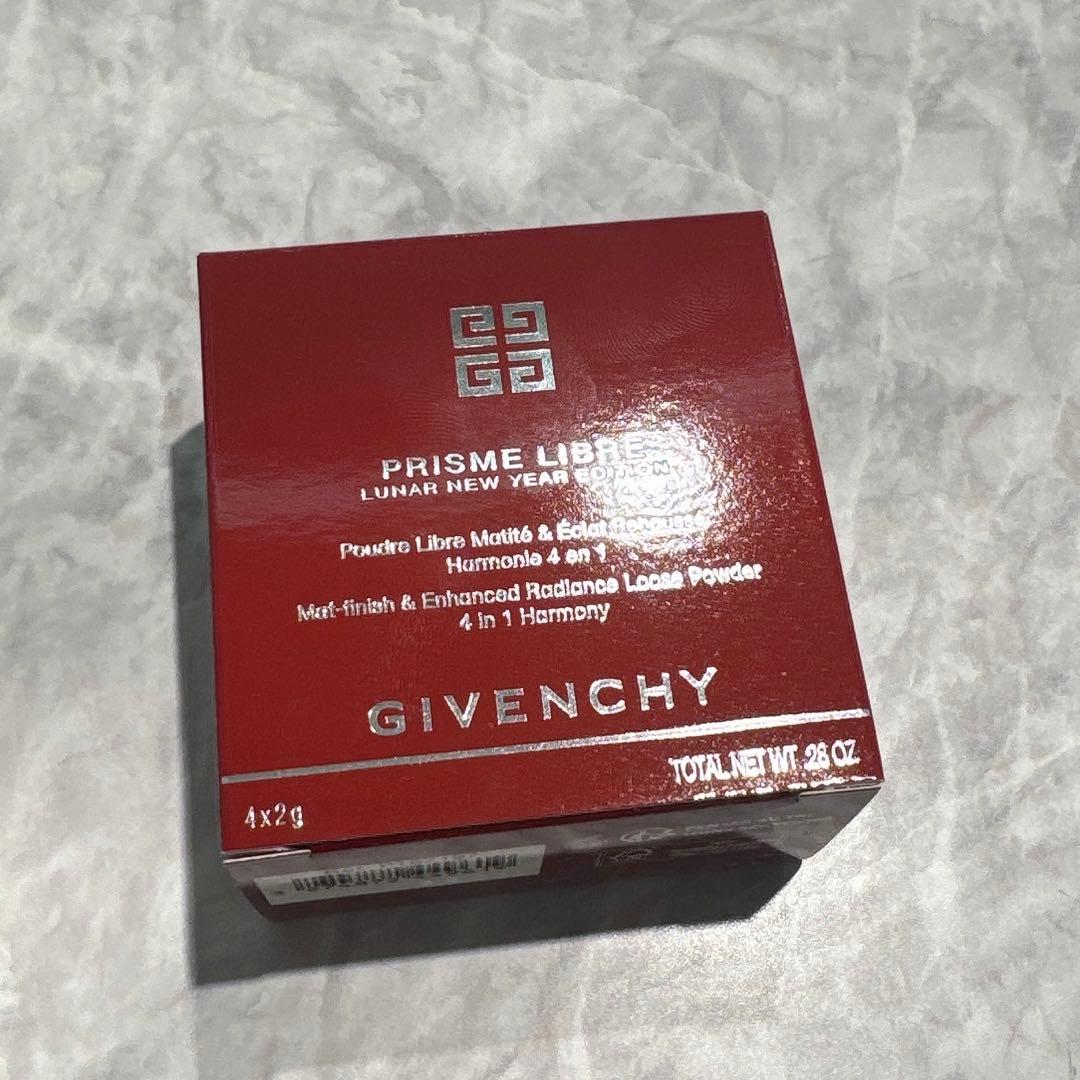 PRISME LIBRE
LUNAR NEW YEAR EDITION
Poudre Libre Matité & Éclat Rehaussé
Harmonie 4 en 1
Mat-finish & Enhanced Radiance Loose Powder
4 in 1 Harmony
GIVENCHY
TOTAL NET WT .28 OZ
4x2g